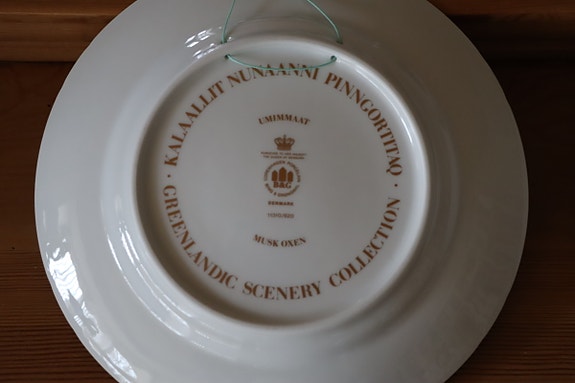 KALAALLIT NUNAANNI PINNGORTITAQ
UMIMMAAT
B&G
DENMARK
MUSK OXEN
· GREENLANDIC SCENERY COLLECTION ·